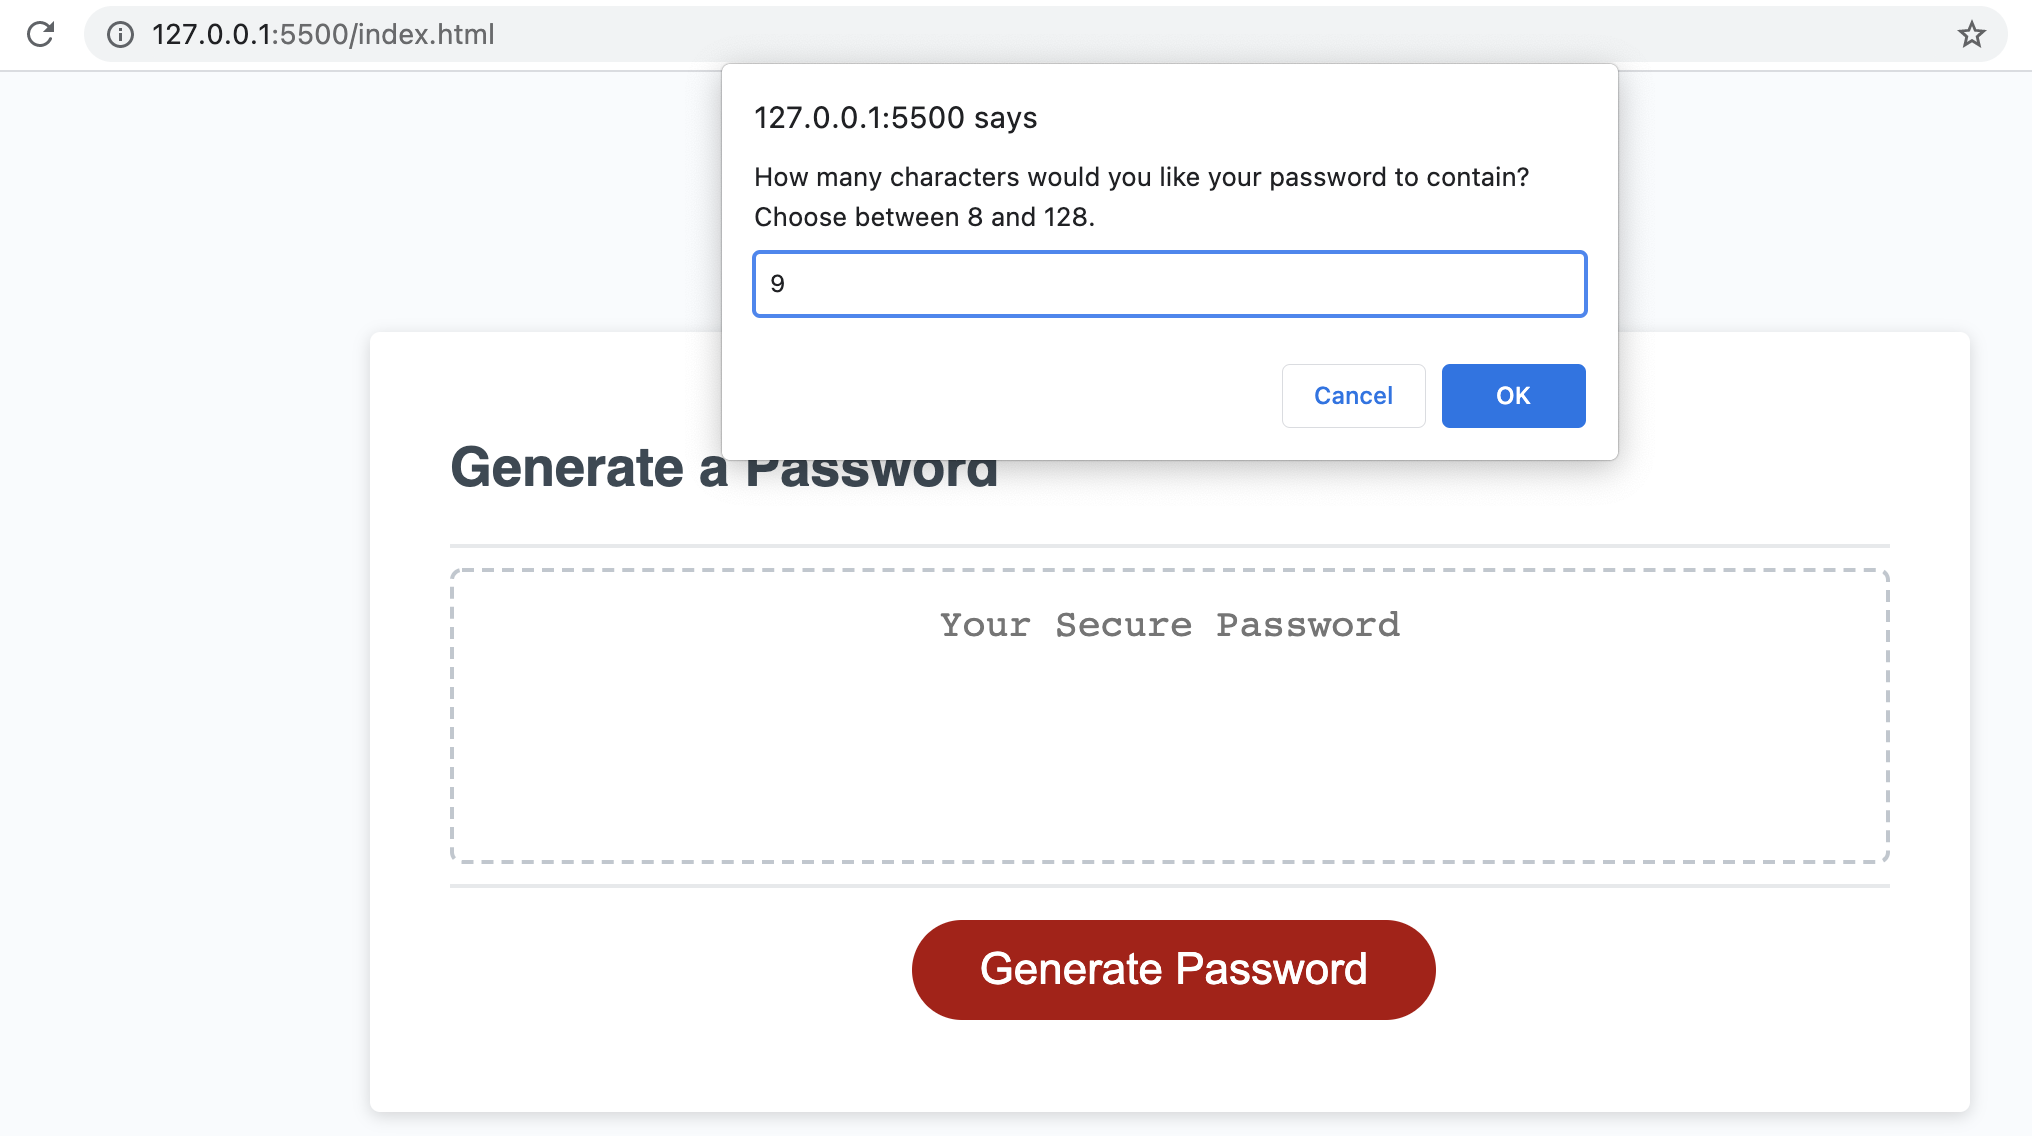 127.0.0.1:5500/index.html
127.0.0.1:5500 says
How many characters would you like your password to contain?
Choose between 8 and 128.
9
Cancel
OK
Generate a Password
Your Secure Password
Generate Password